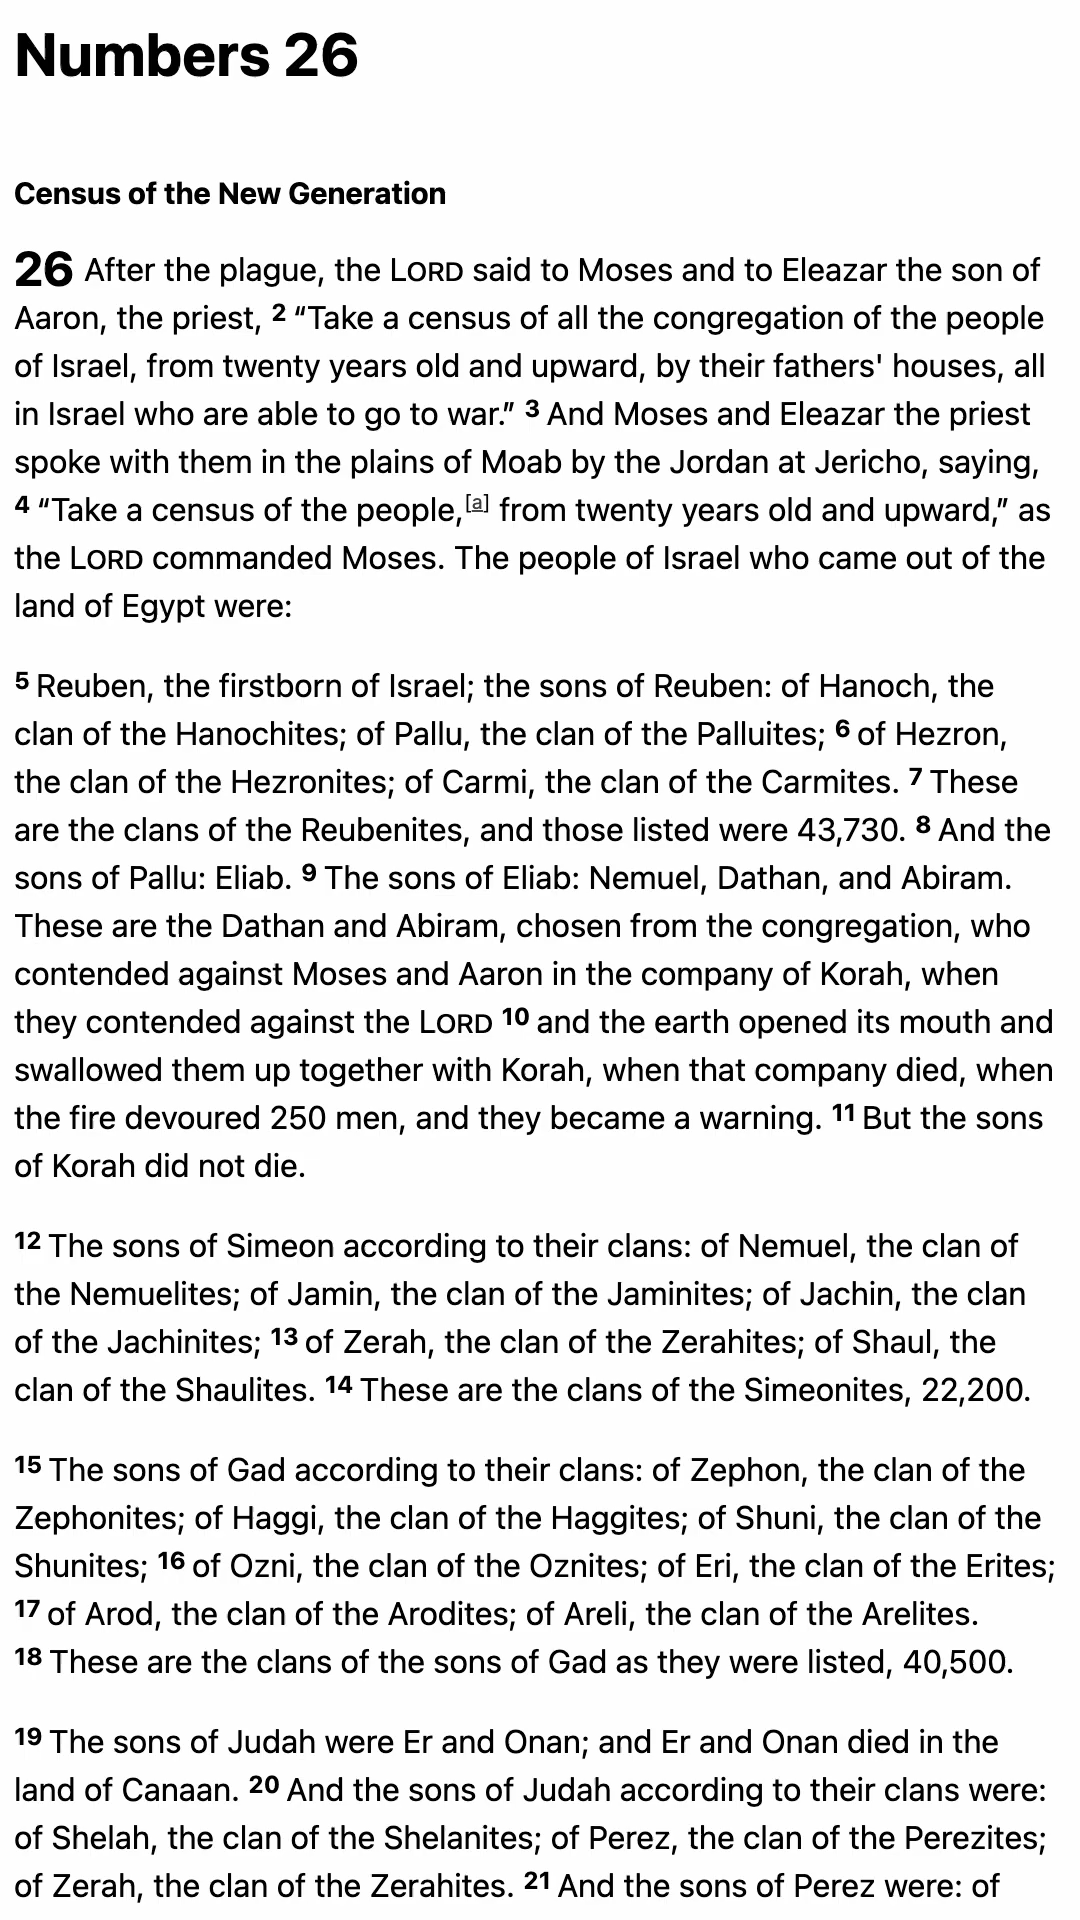 Numbers 26
Census of the New Generation
26 After the plague, the LORD said to Moses and to Eleazar the son of
Aaron, the priest, 2 “Take a census of all the congregation of the people
of Israel, from twenty years old and upward, by their fathers' houses, all
in Israel who are able to go to war.” 3 And Moses and Eleazar the priest
spoke with them in the plains of Moab by the Jordan at Jericho, saying,
4 “Take a census of the people,[a] from twenty years old and upward,” as
the LORD commanded Moses. The people of Israel who came out of the
land of Egypt were:
5 Reuben, the firstborn of Israel; the sons of Reuben: of Hanoch, the
clan of the Hanochites; of Pallu, the clan of the Palluites; 6 of Hezron,
the clan of the Hezronites; of Carmi, the clan of the Carmites. 7 These
are the clans of the Reubenites, and those listed were 43,730. 8 And the
sons of Pallu: Eliab. 9 The sons of Eliab: Nemuel, Dathan, and Abiram.
These are the Dathan and Abiram, chosen from the congregation, who
contended against Moses and Aaron in the company of Korah, when
they contended against the LORD 10 and the earth opened its mouth and
swallowed them up together with Korah, when that company died, when
the fire devoured 250 men, and they became a warning. 11 But the sons
of Korah did not die.
12 The sons of Simeon according to their clans: of Nemuel, the clan of
the Nemuelites; of Jamin, the clan of the Jaminites; of Jachin, the clan
of the Jachinites; 13 of Zerah, the clan of the Zerahites; of Shaul, the
clan of the Shaulites. 14 These are the clans of the Simeonites, 22,200.
15 The sons of Gad according to their clans: of Zephon, the clan of the
Zephonites; of Haggi, the clan of the Haggites; of Shuni, the clan of the
Shunites; 16 of Ozni, the clan of the Oznites; of Eri, the clan of the Erites;
17 of Arod, the clan of the Arodites; of Areli, the clan of the Arelites.
18 These are the clans of the sons of Gad as they were listed, 40,500.
19 The sons of Judah were Er and Onan; and Er and Onan died in the
land of Canaan. 20 And the sons of Judah according to their clans were:
of Shelah, the clan of the Shelanites; of Perez, the clan of the Perezites;
of Zerah, the clan of the Zerahites. 21 And the sons of Perez were: of